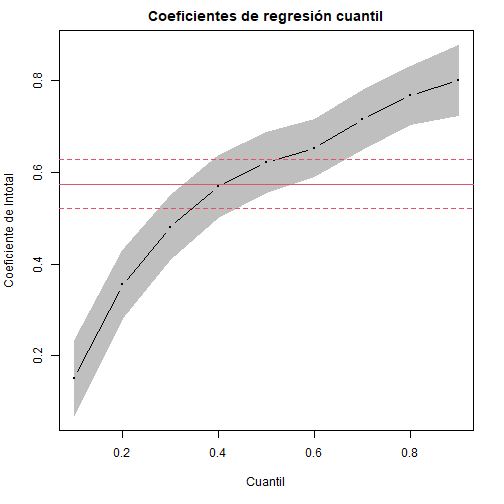 Coeficientes de regresión cuantil
Coeficiente de lntotal
0.8
0.6
0.4
0.2
0.2 0.4 0.6 0.8
Cuantil